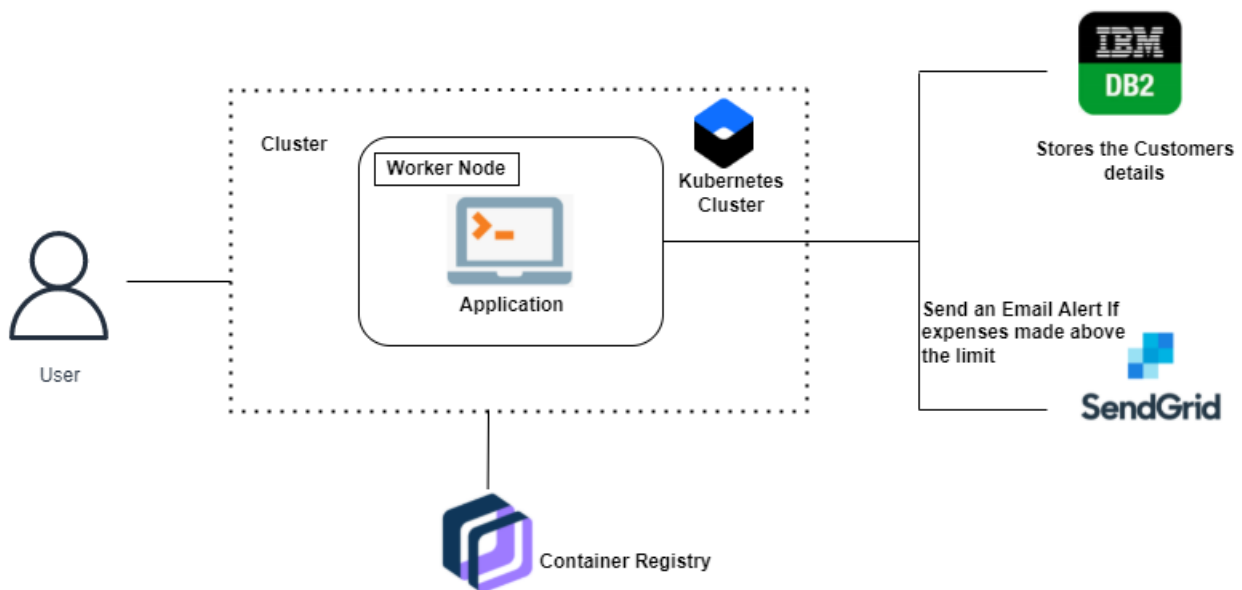 IBM
DB2
Stores the Customers
details
Cluster
Worker Node
Kubernetes
Cluster
Application
User
Send an Email Alert If
expenses made above
the limit
SendGrid
Container Registry